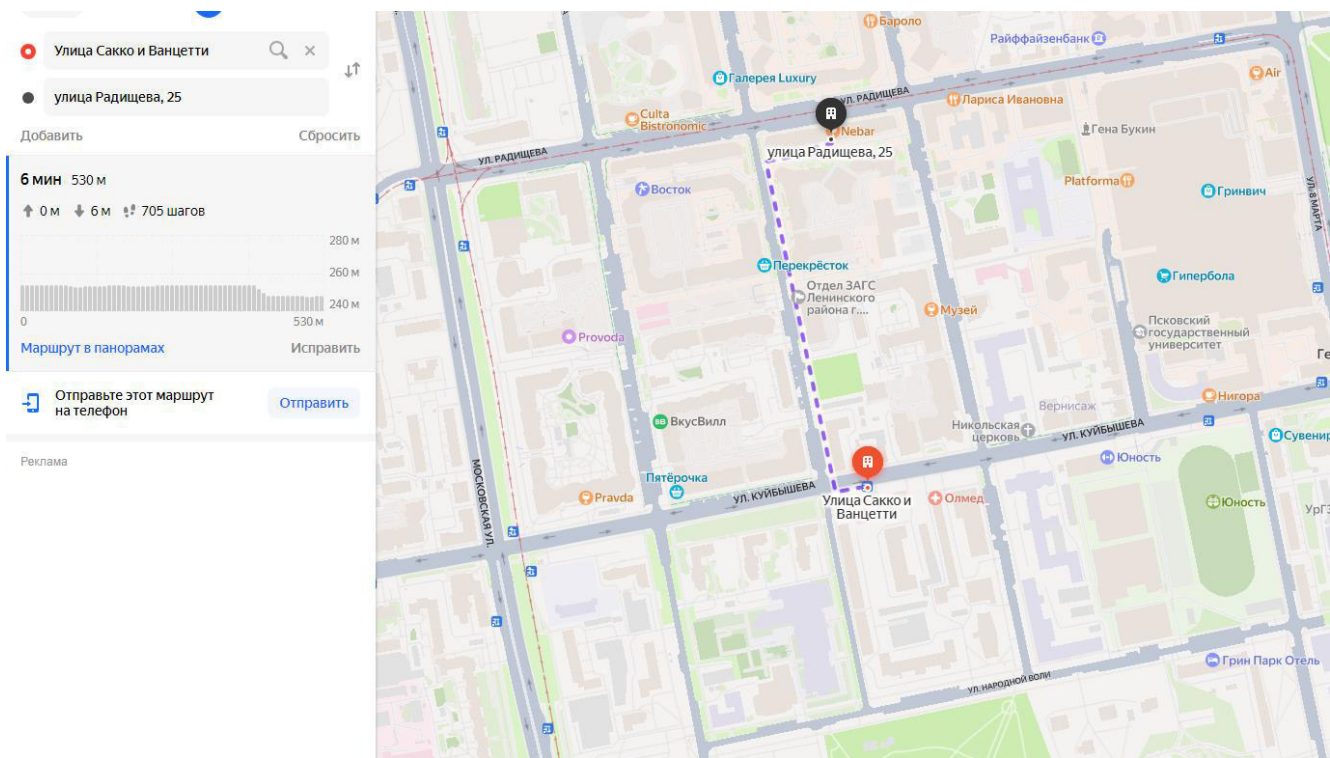 Улица Сакко и Ванцетти
улица Радищева, 25
Добавить
Сбросить
6 мин 530 м
0 м 6 м 705 шагов
280 м
260 м
240 м
0
530 м
Маршрут в панорамах
Исправить
Отправьте этот маршрут
на телефон
Отправить
Реклама
Бароло
Райффайзенбанк
Air
Галерея Luxury
УЛ. РАДИЩЕВА
Лариса Ивановна
Culta
Bistronomic
Nebar
Гена Букин
улица Радищева, 25
УЛ. РАДИЩЕВА
Восток
Platforma
Гринвич
УЛ. 8 МАРТА
Перекрёсток
Гипербола
Отдел ЗАГС
Ленинского
района г....
Музей
Псковский
государственный
университет
Provoda
Ге
Нигора
Вернисаж
ВкусВилл
Никольская
церковь
УЛ. КУЙБЫШЕВА
Сувенир
Юность
МОСКОВСКАЯ УЛ.
Пятёрочка
Pravda
УЛ. КУЙБЫШЕВА
Улица Сакко и
Ванцетти
Олмед
Юность
УрГЭ
Грин Парк Отель
УЛ. НАРОДНОЙ ВОЛИ